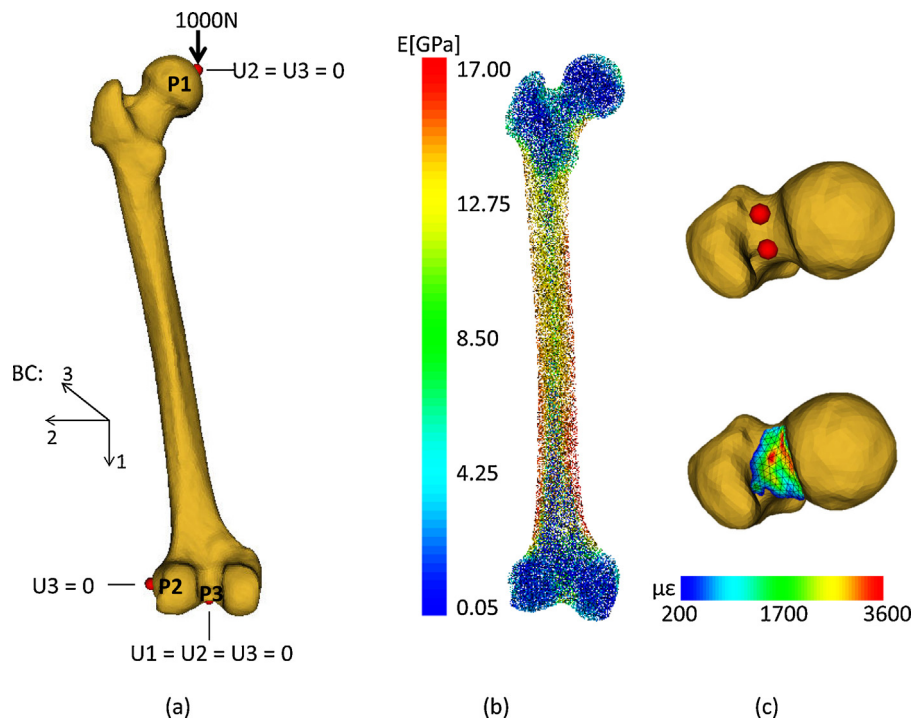 1000N
U2 = U3 = 0
P1
BC:
3
2
1
U3 = 0
P2
P3
U1 = U2 = U3 = 0
(a)
E[GPa]
17.00
12.75
8.50
4.25
0.05
(b)
με
200
1700
3600
(c)